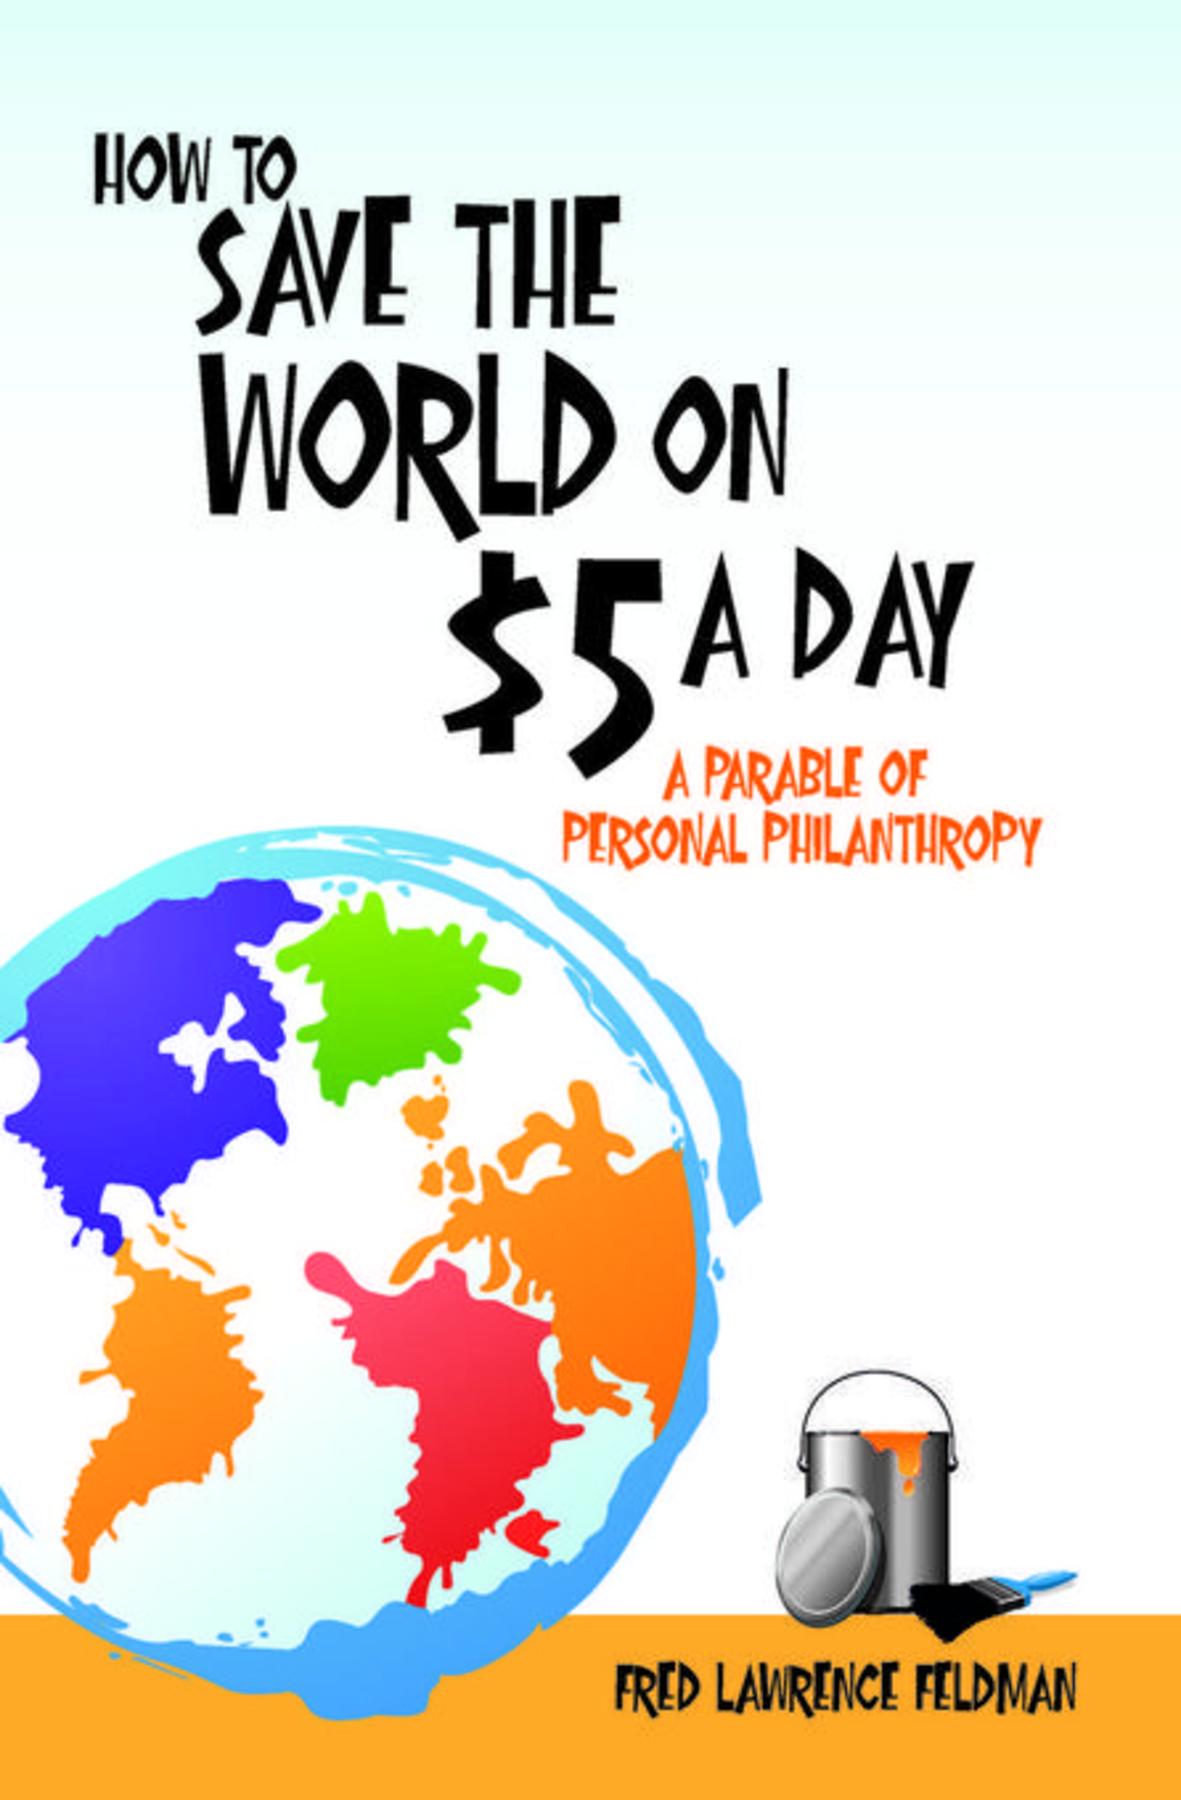 HOW TO
SAVE THE
WORLD ON
$5 A DAY
A PARABLE OF
PERSONAL PHILANTHROPY
FRED LAWRENCE FELDMAN